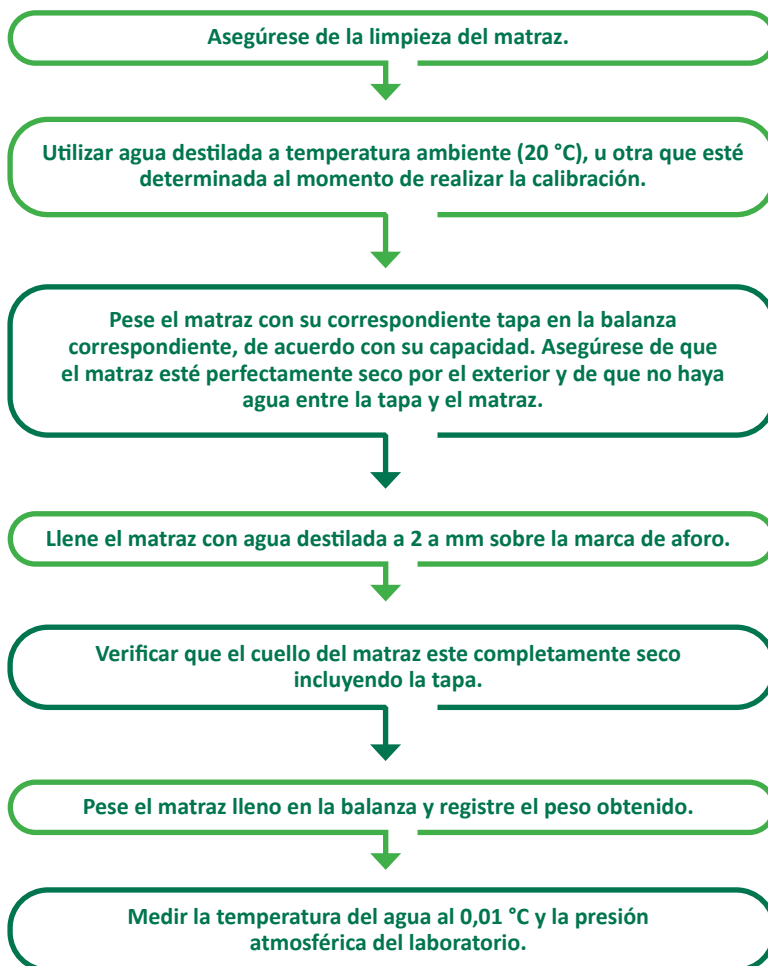 Asegúrese de la limpieza del matraz.
Utilizar agua destilada a temperatura ambiente (20 °C), u otra que esté
determinada al momento de realizar la calibración.
Pese el matraz con su correspondiente tapa en la balanza
correspondiente, de acuerdo con su capacidad. Asegúrese de que
el matraz esté perfectamente seco por el exterior y de que no haya
agua entre la tapa y el matraz.
Llene el matraz con agua destilada a 2 a mm sobre la marca de aforo.
Verificar que el cuello del matraz este completamente seco
incluyendo la tapa.
Pese el matraz lleno en la balanza y registre el peso obtenido.
Medir la temperatura del agua al 0,01 °C y la presión
atmosférica del laboratorio.